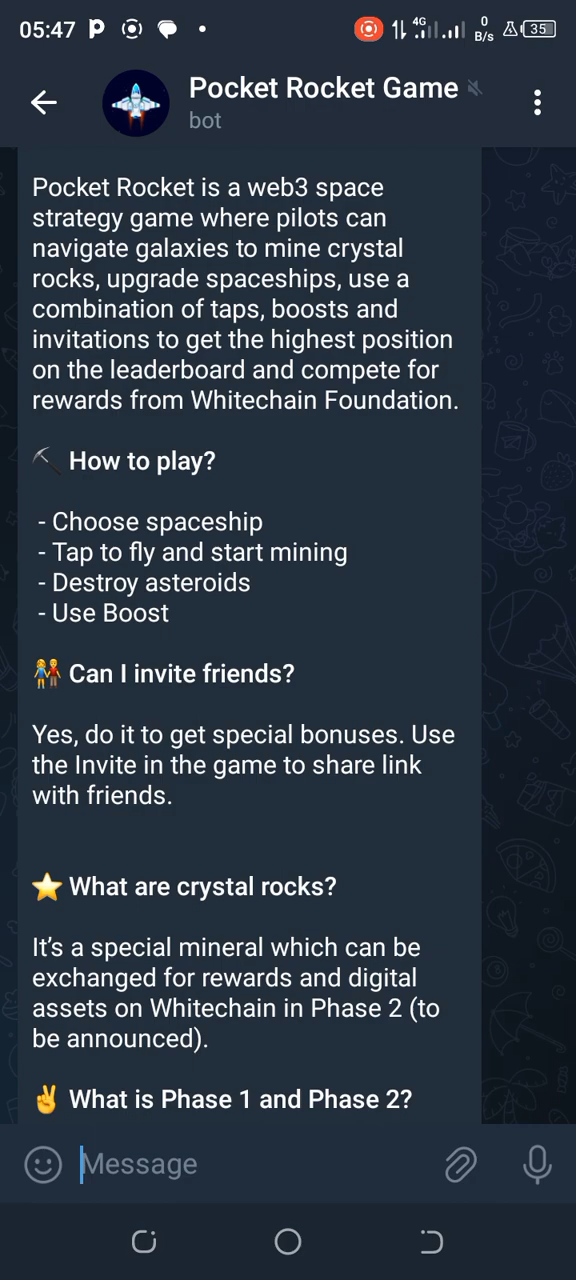 05:47
4G
0
B/s
35
Pocket Rocket Game
bot
Pocket Rocket is a web3 space
strategy game where pilots can
navigate galaxies to mine crystal
rocks, upgrade spaceships, use a
combination of taps, boosts and
invitations to get the highest position
on the leaderboard and compete for
rewards from Whitechain Foundation.
⛏ How to play?
- Choose spaceship
- Tap to fly and start mining
- Destroy asteroids
- Use Boost
👫 Can I invite friends?
Yes, do it to get special bonuses. Use
the Invite in the game to share link
with friends.
⭐ What are crystal rocks?
It's a special mineral which can be
exchanged for rewards and digital
assets on Whitechain in Phase 2 (to
be announced).
✌ What is Phase 1 and Phase 2?
Message